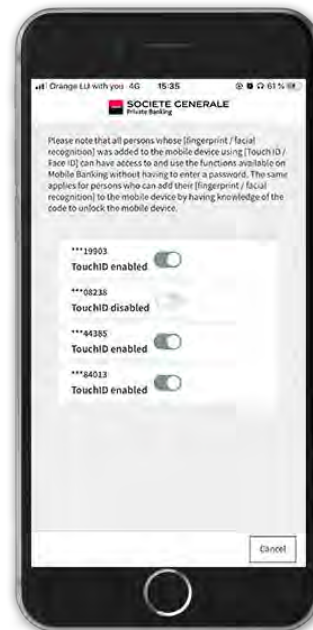 Orange LU with you 4G 15:35 61 %
SOCIETE GENERALE
Private Banking
Please note that all persons whose [fingerprint / facial
recognition] was added to the mobile device using [Touch ID /
Face ID] can have access to and use the functions available on
Mobile Banking without having to enter a password. The same
applies for persons who can add their [fingerprint / facial
recognition] to the mobile device by having knowledge of the
code to unlock the mobile device.
***19903
TouchID enabled
***08238
TouchID disabled
***44385
TouchID enabled
***84013
TouchID enabled
Cancel